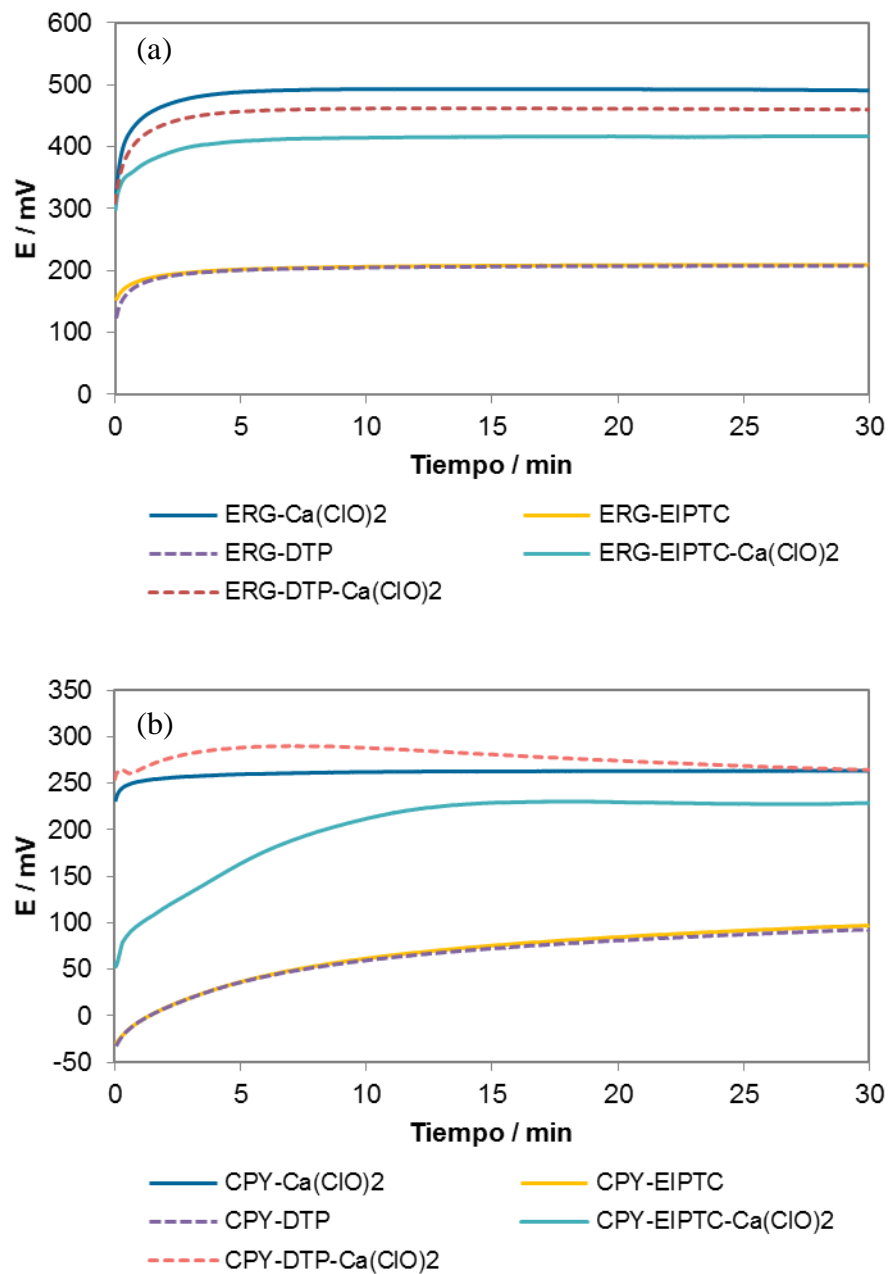 600
(a)
500
400
300
200
100
0
E / mV
0 5 10 15 20 25 30
Tiempo / min
ERG-Ca(ClO)2 ERG-EIPTC
ERG-DTP ERG-EIPTC-Ca(ClO)2
ERG-DTP-Ca(ClO)2
350
(b)
300
250
200
150
100
50
0
-50
E / mV
0 5 10 15 20 25 30
Tiempo / min
CPY-Ca(ClO)2 CPY-EIPTC
CPY-DTP CPY-EIPTC-Ca(ClO)2
CPY-DTP-Ca(ClO)2